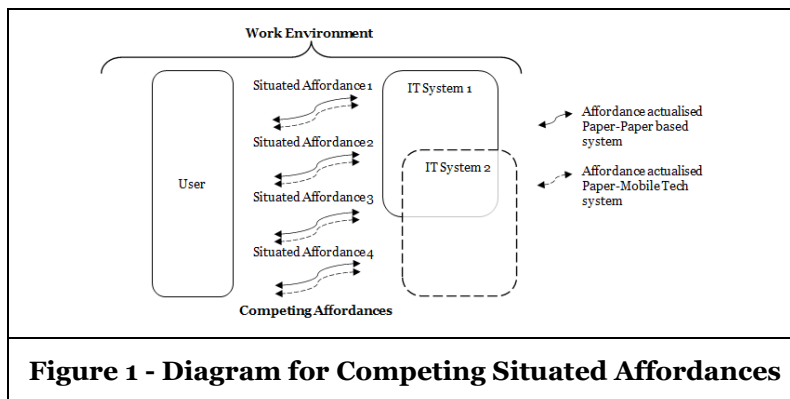 Work Environment
Situated Affordance1
IT System 1
Affordance actualised
Paper-Paper based
system
Situated Affordance2
IT System 2
Affordance actualised
Paper-Mobile Tech
system
User
Situated Affordance3
Situated Affordance4
Competing Affordances
Figure 1 - Diagram for Competing Situated Affordances